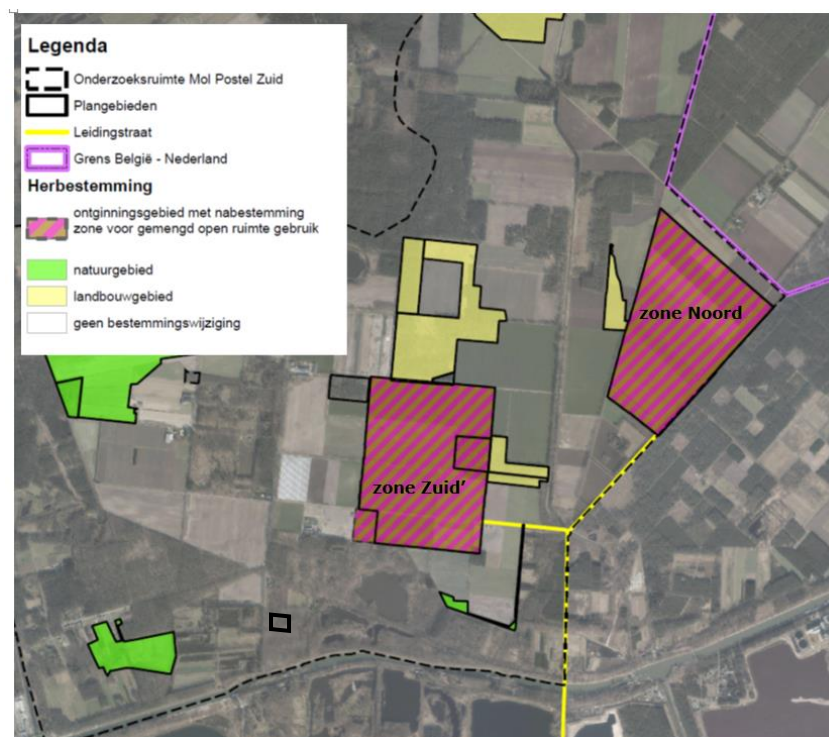 Legenda
Onderzoeksruimte Mol Postel Zuid
Plangebieden
Leidingstraat
Grens België - Nederland
Herbestemming
ontginningsgebied met nabestemming
zone voor gemengd open ruimte gebruik
natuurgebied
landbouwgebied
geen bestemmingswijziging
zone Noord
zone Zuid’